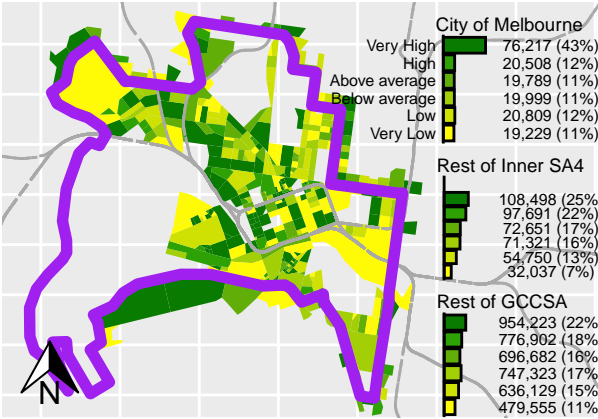 City of Melbourne
Very High 76,217 (43%)
High 20,508 (12%)
Above average 19,789 (11%)
Below average 19,999 (11%)
Low 20,809 (12%)
Very Low 19,229 (11%)
Rest of Inner SA4
108,498 (25%
97,691 (22%)
72,651 (17%
71,321 (16%
54,750 (13%)
32,037 (7%)
Rest of GCCSA
954,223 (22%
776,902 (18%
696,682 (16%
747,323 (17%
636,129 (15%
479,555 (11%
N